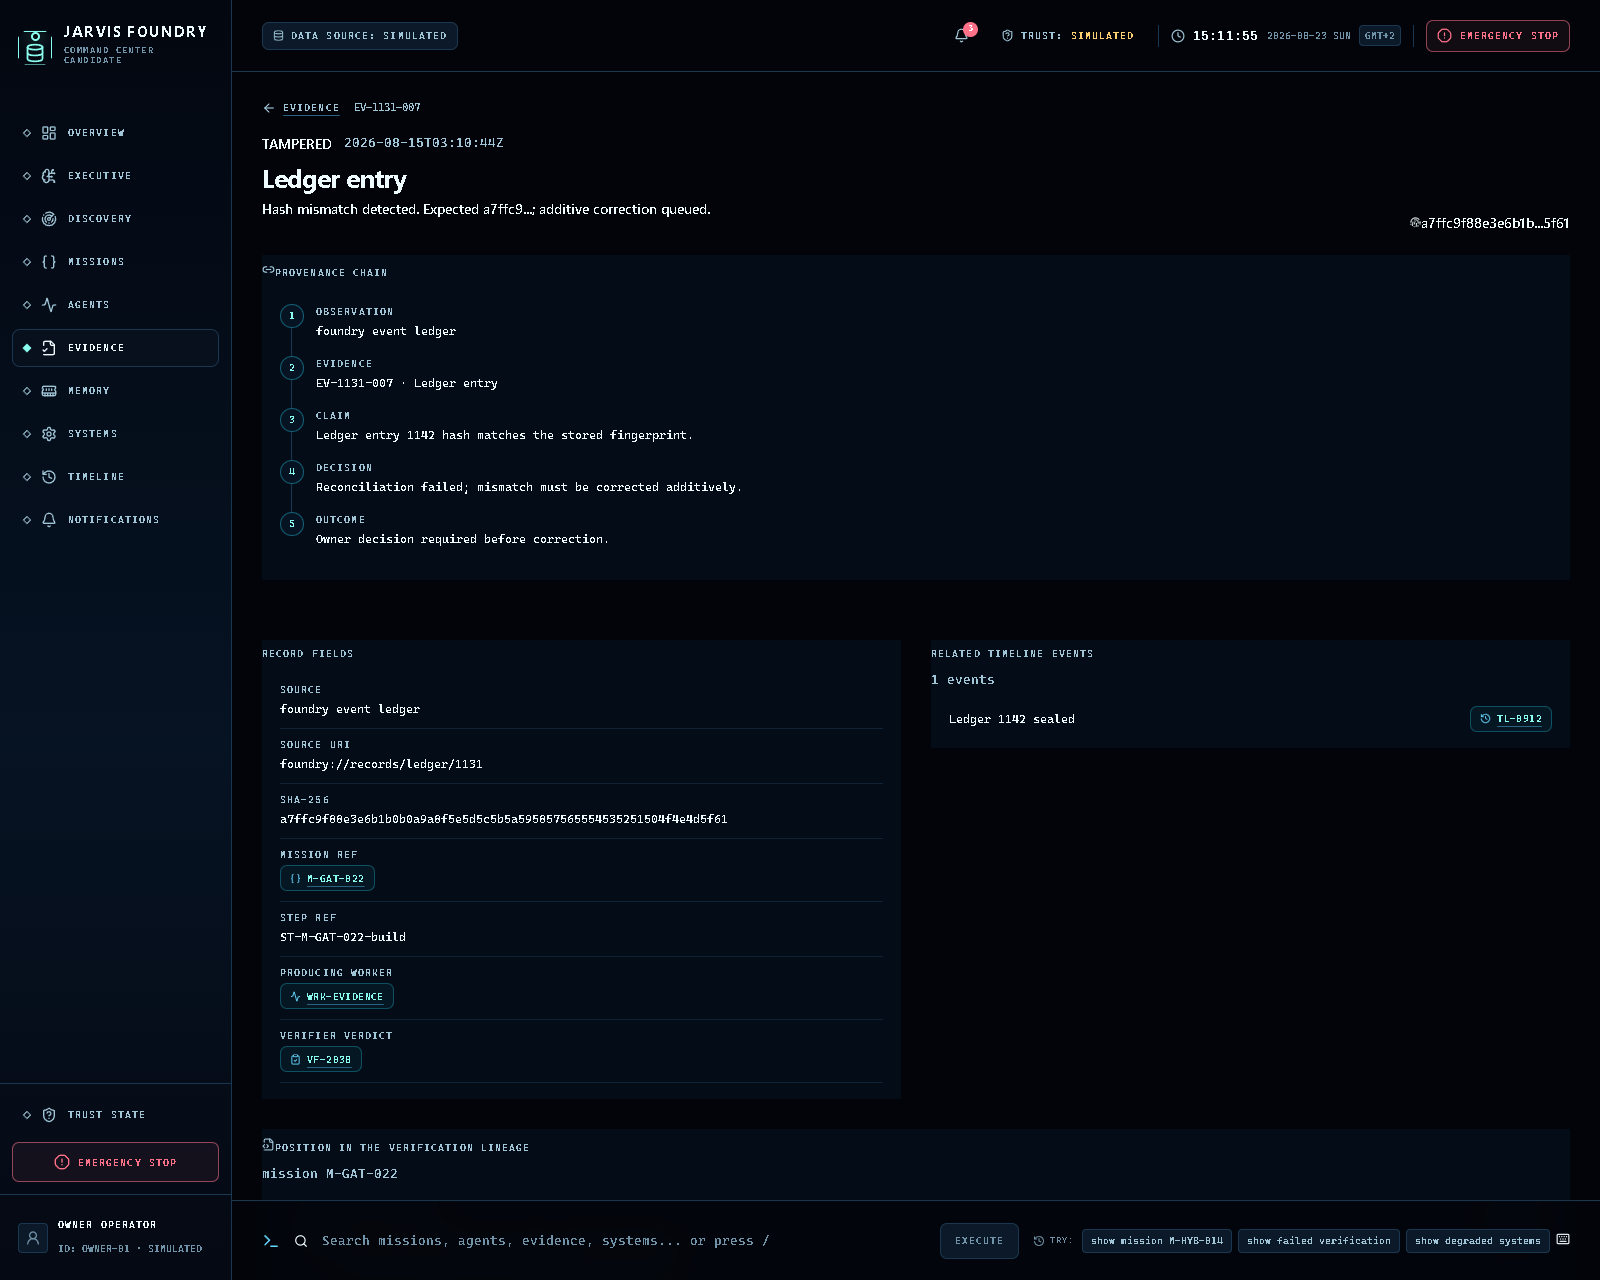 JARVIS FOUNDRY
COMMAND CENTER
CANDIDATE
OVERVIEW
EXECUTIVE
DISCOVERY
MISSIONS
AGENTS
EVIDENCE
MEMORY
SYSTEMS
TIMELINE
NOTIFICATIONS
TRUST STATE
EMERGENCY STOP
OWNER OPERATOR
ID: OWNER-01 · SIMULATED
DATA SOURCE: SIMULATED
3
TRUST: SIMULATED
15:11:55 2026-08-23 SUN GMT+2
EMERGENCY STOP
EVIDENCE EV-1131-007
TAMPERED 2026-08-15T03:10:44Z
Ledger entry
Hash mismatch detected. Expected a7ffc9...; additive correction queued.
a7ffc9f88e3e6b1b...5f61
PROVENANCE CHAIN
1 OBSERVATION
foundry event ledger
2 EVIDENCE
EV-1131-007 · Ledger entry
3 CLAIM
Ledger entry 1142 hash matches the stored fingerprint.
4 DECISION
Reconciliation failed; mismatch must be corrected additively.
5 OUTCOME
Owner decision required before correction.
RECORD FIELDS
SOURCE
foundry event ledger
SOURCE URI
foundry://records/ledger/1131
SHA-256
MISSION REF
M-GAT-022
STEP REF
ST-M-GAT-022-build
PRODUCING WORKER
WRK-EVIDENCE
VERIFIER VERDICT
RELATED TIMELINE EVENTS
1 events
Ledger 1142 sealed
TL-0912
POSITION IN THE VERIFICATION LINEAGE
mission M-GAT-022
Search missions, agents, evidence, systems... or press /
EXECUTE
TRY:
show mission M-HYB-014
show failed verification
show degraded systems